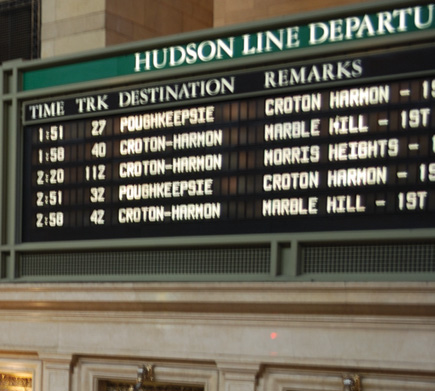 HUDSON LINE DEPARTU
TIME TRK DESTINATION REMARKS
1:51 27 POUGHKEEPSIE CROTON HARMON - 1S
1:58 40 CROTON-HARMON MARBLE HILL - 1ST
2:20 112 CROTON-HARMON MORRIS HEIGHTS -
2:51 32 POUGHKEEPSIE CROTON HARMON - 1S
2:58 42 CROTON-HARMON MARBLE HILL - 1ST